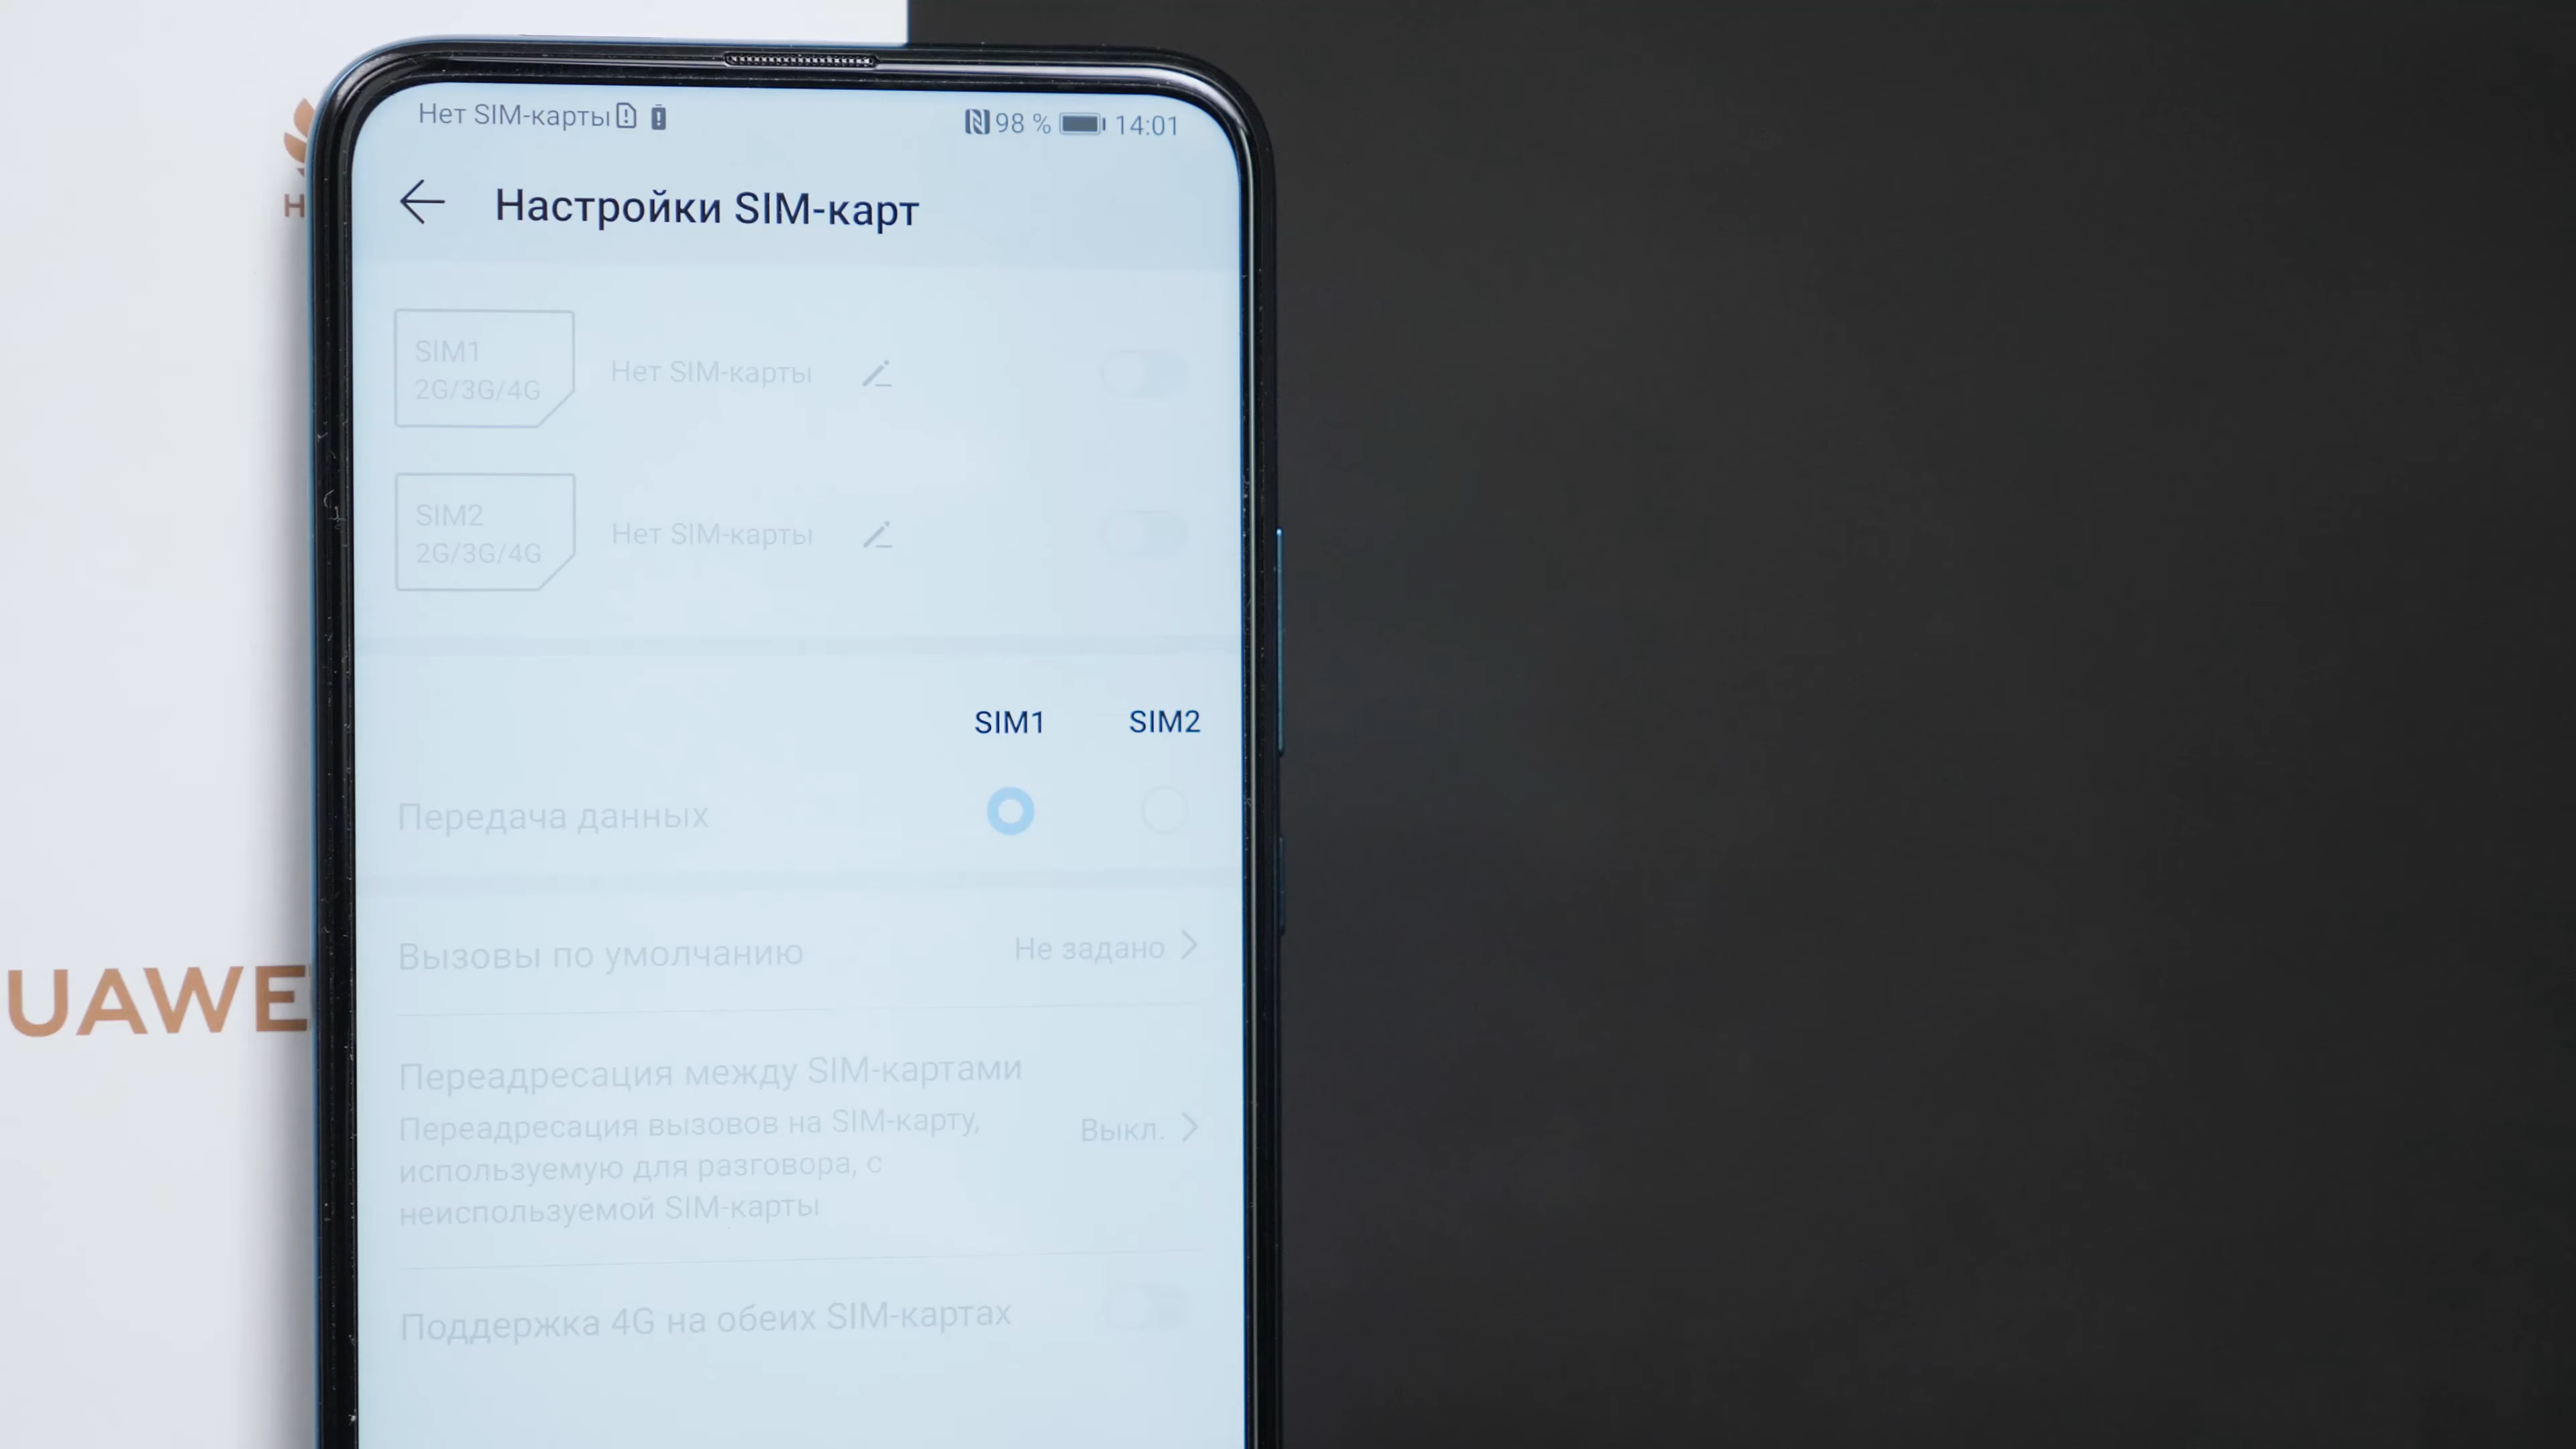 Нет SIM-карты
98 %
14:01
Настройки SIM-карт
SIM1
2G/3G/4G
Нет SIM-карты
SIM2
2G/3G/4G
Нет SIM-карты
SIM1
SIM2
Передача данных
Вызовы по умолчанию
Не задано
Переадресация между SIM-картами
Переадресация вызовов на SIM-карту,
используемую для разговора, с
неиспользуемой SIM-карты
Выкл.
Поддержка 4G на обеих SIM-картах
H
UAWE